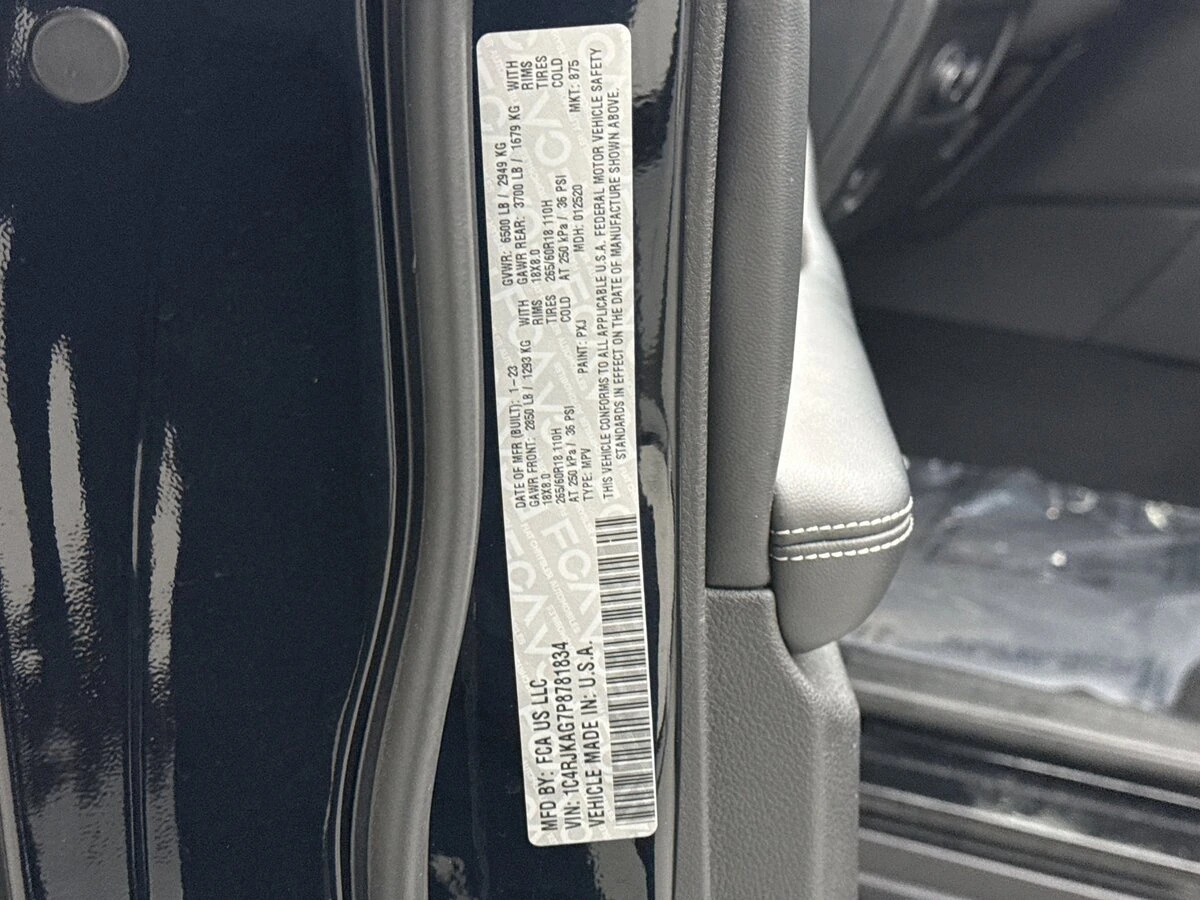 MFD BY: FCA US LLC
VIN: 1C4RJKAG7P8781834
VEHICLE MADE IN: U.S.A.
DATE OF MFR (BUILT): 1-23
GAWR FRONT: 2850 LB / 1293 KG WITH
18X8.0 RIMS
265/60R18 110H TIRES
AT 250 kPa / 36 PSI COLD
TYPE: MPV PAINT: PXJ
GVWR: 6500 LB / 2949 KG
GAWR REAR: 3700 LB / 1679 KG WITH
18X8.0 RIMS
265/60R18 110H TIRES
AT 250 kPa / 36 PSI COLD
MDH: 012520 MKT: 875
THIS VEHICLE CONFORMS TO ALL APPLICABLE U.S.A. FEDERAL MOTOR VEHICLE SAFETY
STANDARDS IN EFFECT ON THE DATE OF MANUFACTURE SHOWN ABOVE.